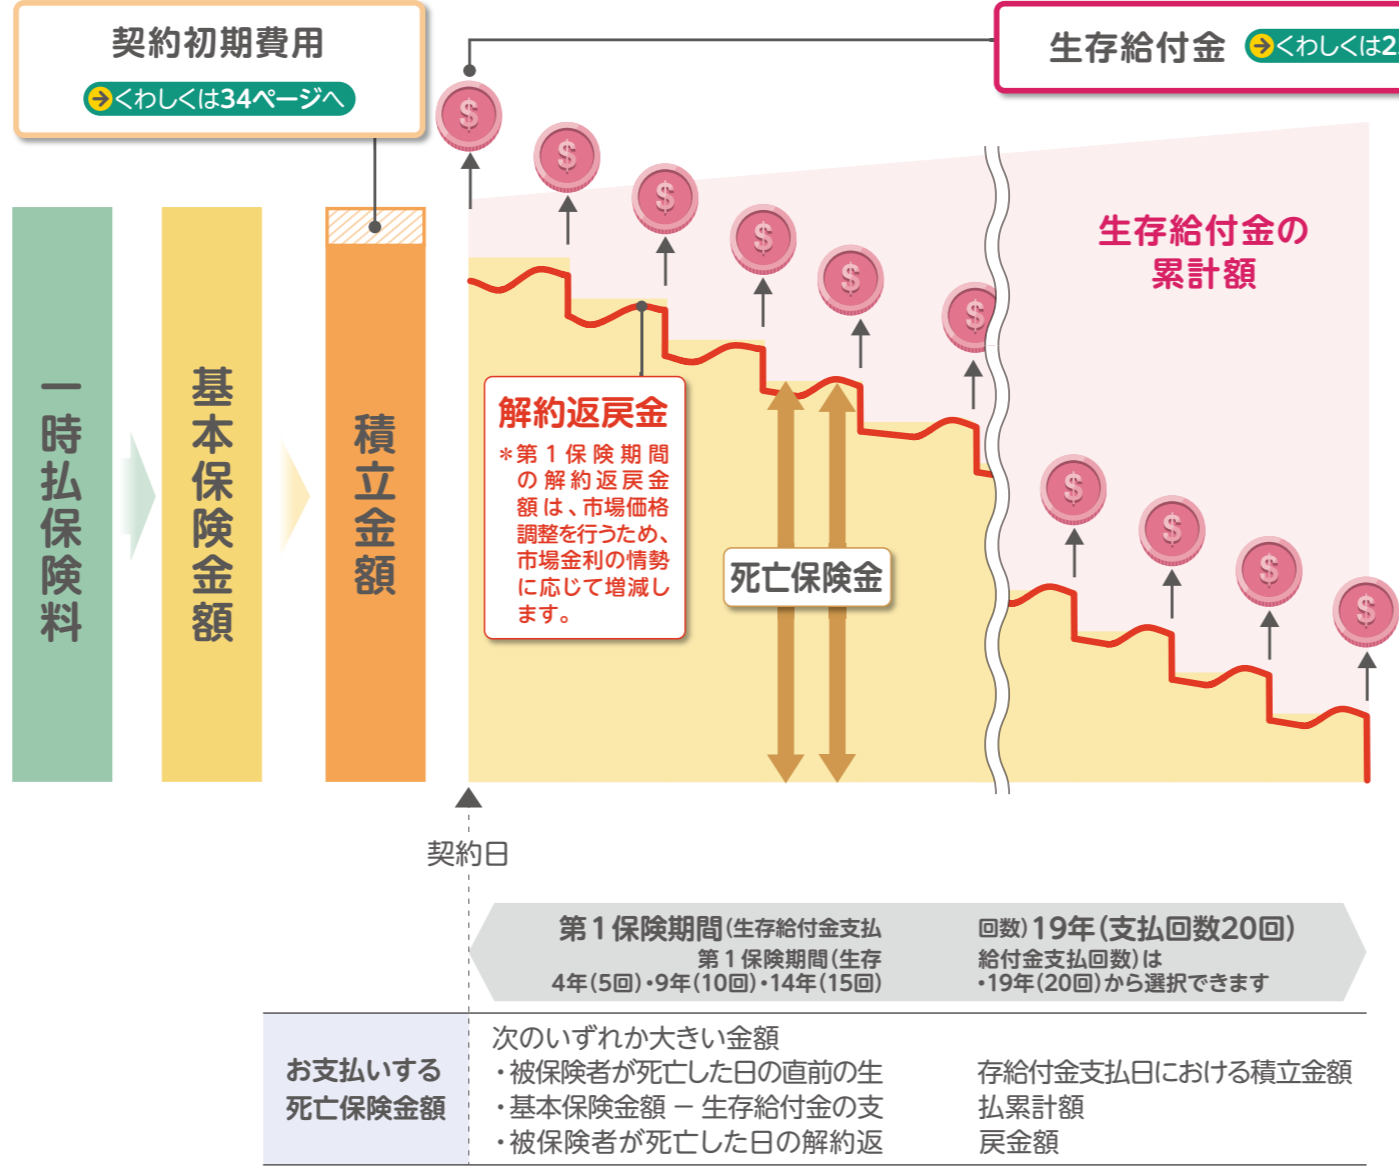 契約初期費用
くわしくは34ページへ
生存給付金
くわしくは2
$
$
$
$
$
$
生存給付金の
累計額
一時払保険料
基本保険金額
積立金額
解約返戻金
＊第1保険期間
の解約返戻金
額は、市場価格
調整を行うため、
市場金利の情勢
に応じて増減し
ます。
死亡保険金
$
$
$
$
契約日
第1保険期間(生存給付金支払 回数)19年(支払回数20回)
第1保険期間(生存 給付金支払回数)は
4年(5回)・9年(10回)・14年(15回) ・19年(20回)から選択できます
お支払いする
死亡保険金額
次のいずれか大きい金額
・被保険者が死亡した日の直前の生 存給付金支払日における積立金額
・基本保険金額 − 生存給付金の支 払累計額
・被保険者が死亡した日の解約返 戻金額